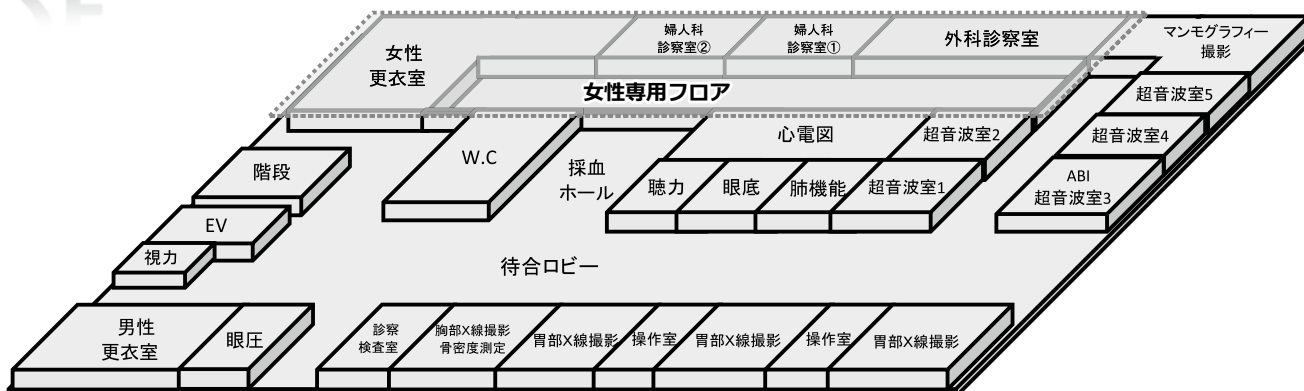 女性
更衣室
婦人科
診察室②
婦人科
診察室①
外科診察室
マンモグラフィー
撮影
女性専用フロア
超音波室5
超音波室4
ABI
超音波室3
心電図
超音波室2
W.C
採血
ホール
聴力
眼底
肺機能
超音波室1
階段
EV
視力
待合ロビー
男性
更衣室
眼圧
診察
検査室
胸部X線撮影
骨密度測定
胃部X線撮影
操作室
胃部X線撮影
操作室
胃部X線撮影